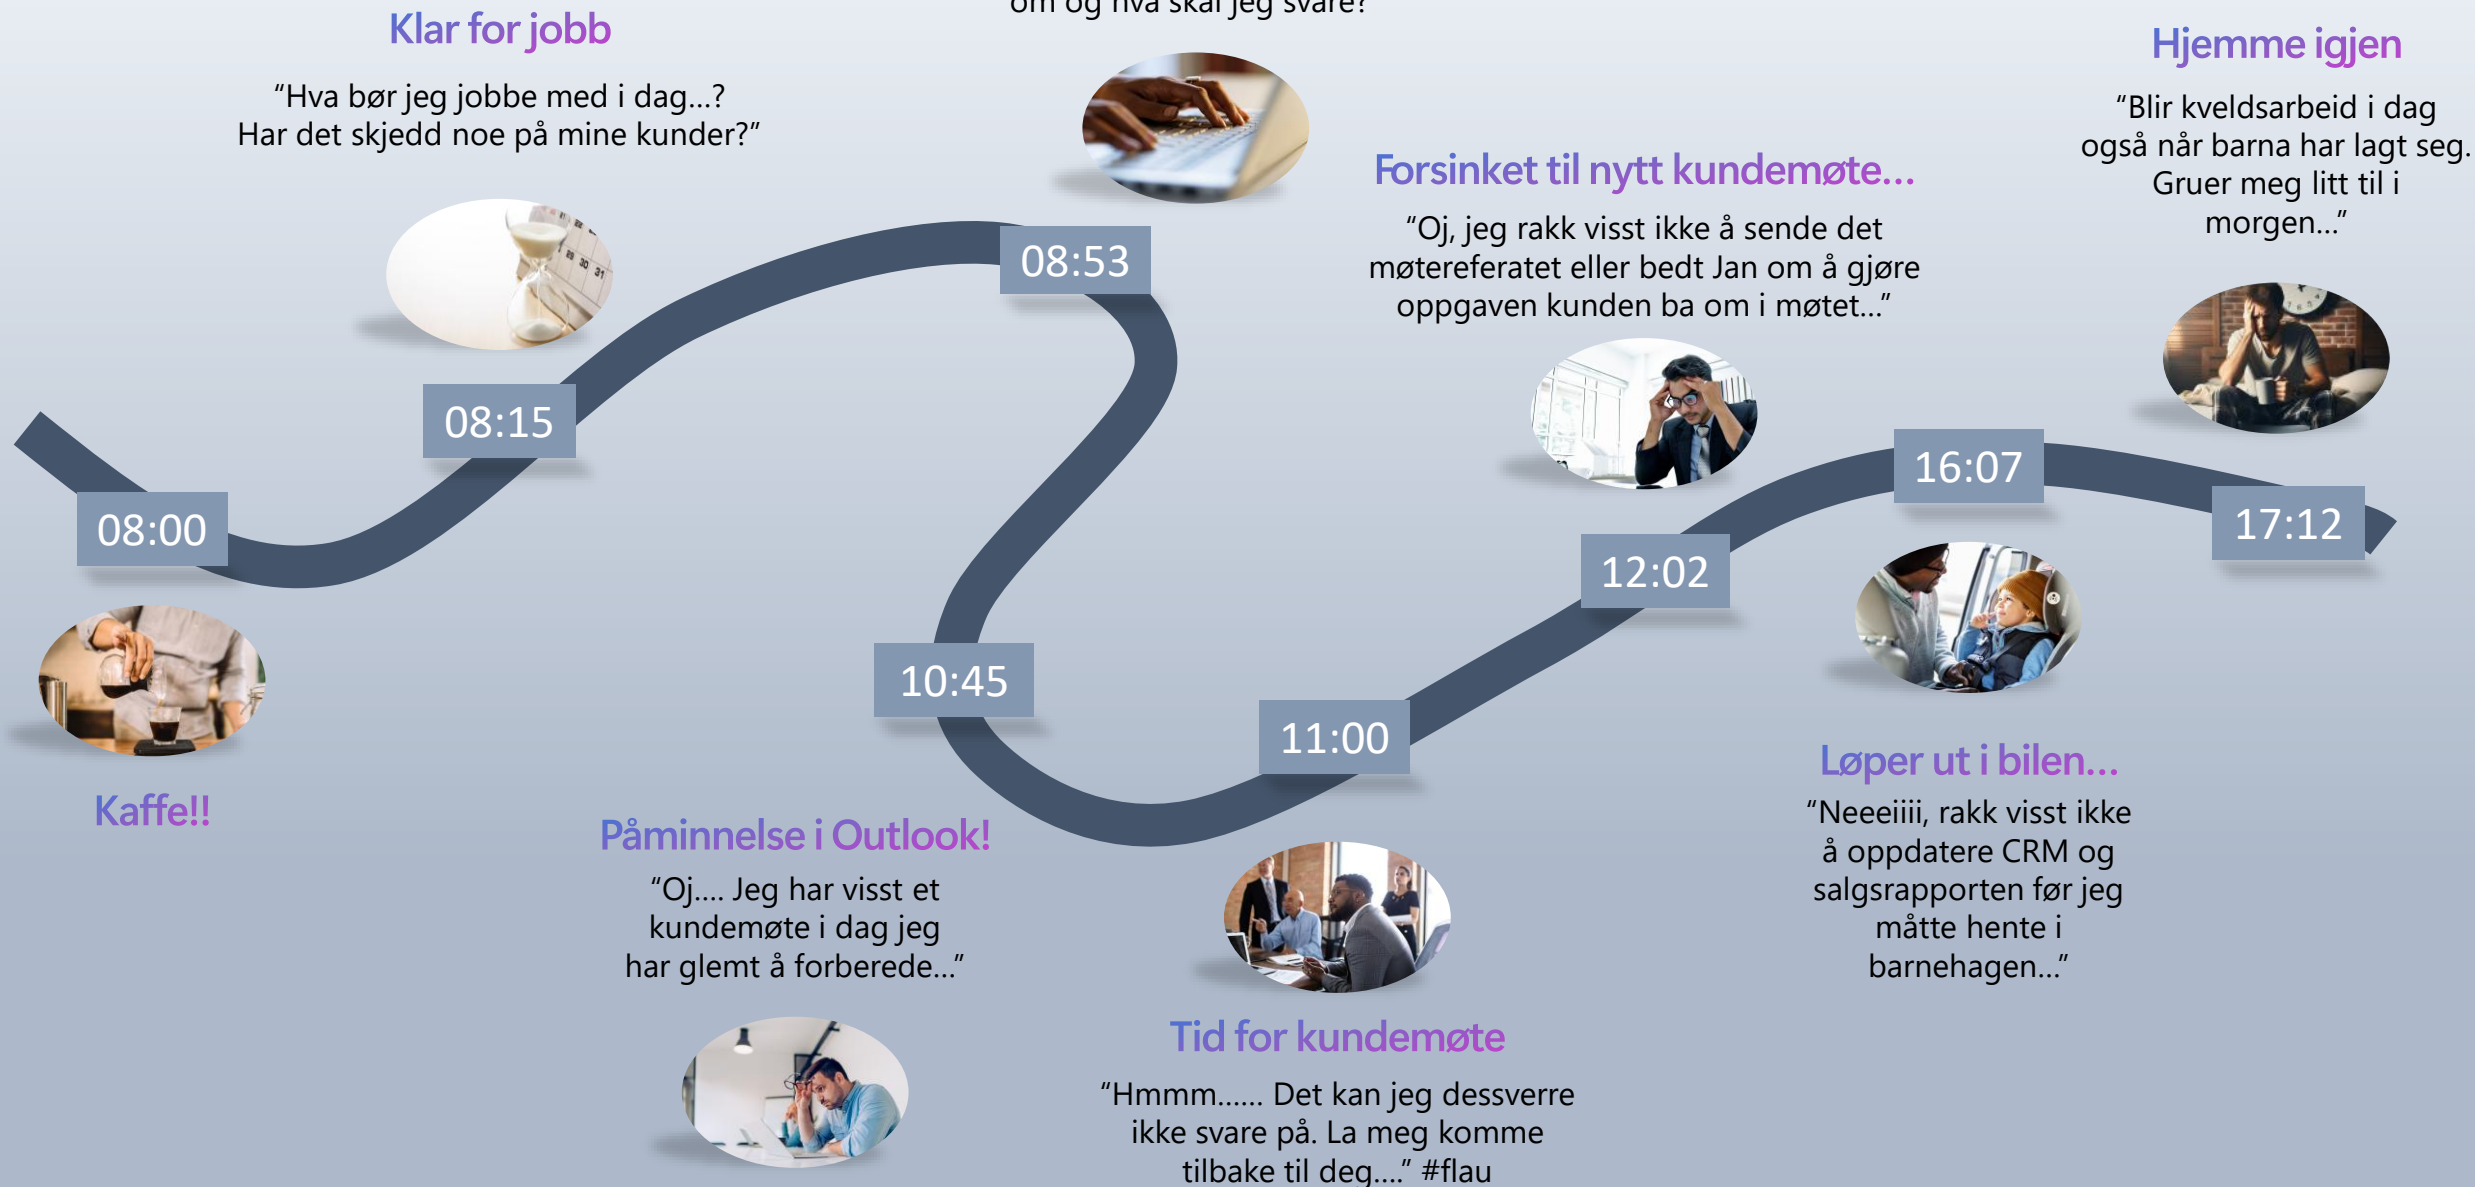 om og hva skal jeg svare?
Klar for jobb
“Hva bør jeg jobbe med i dag...?
Har det skjedd noe på mine kunder?”
Hjemme igjen
“Blir kveldsarbeid i dag
også når barna har lagt seg.
Gruer meg litt til i
morgen...”
Forsinket til nytt kundemøte...
“Oj, jeg rakk visst ikke å sende det
møtereferatet eller bedt Jan om å gjøre
oppgaven kunden ba om i møtet...”
08:00
08:15
08:53
10:45
11:00
12:02
16:07
17:12
Kaffe!!
Påminnelse i Outlook!
“Oj.... Jeg har visst et
kundemøte i dag jeg
har glemt å forberede...”
Tid for kundemøte
“Hmmm...... Det kan jeg dessverre
ikke svare på. La meg komme
tilbake til deg....” #flau
Løper ut i bilen...
“Neeeiiii, rakk visst ikke
å oppdatere CRM og
salgsrapporten før jeg
måtte hente i
barnehagen...”
30 31